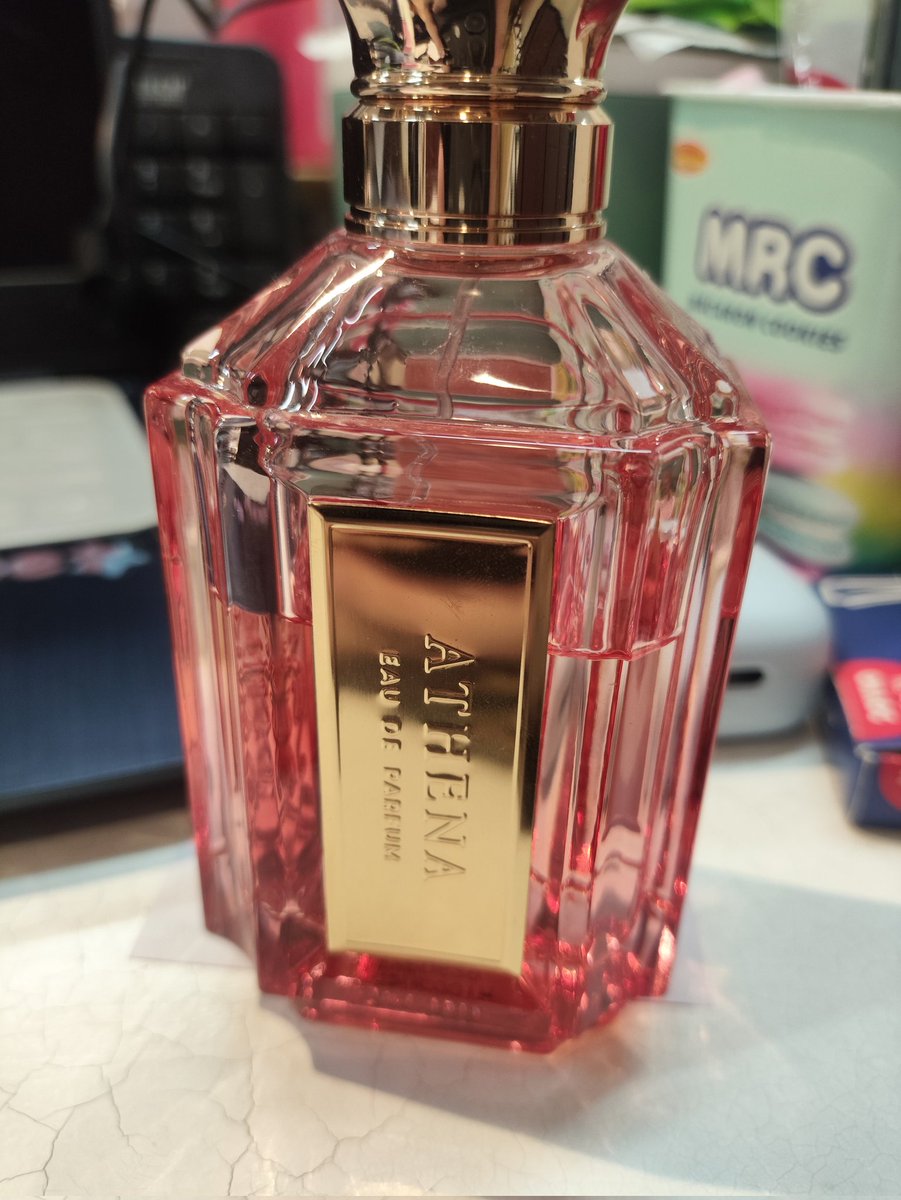 ATHENA
EAU DE PARFUM
MRC